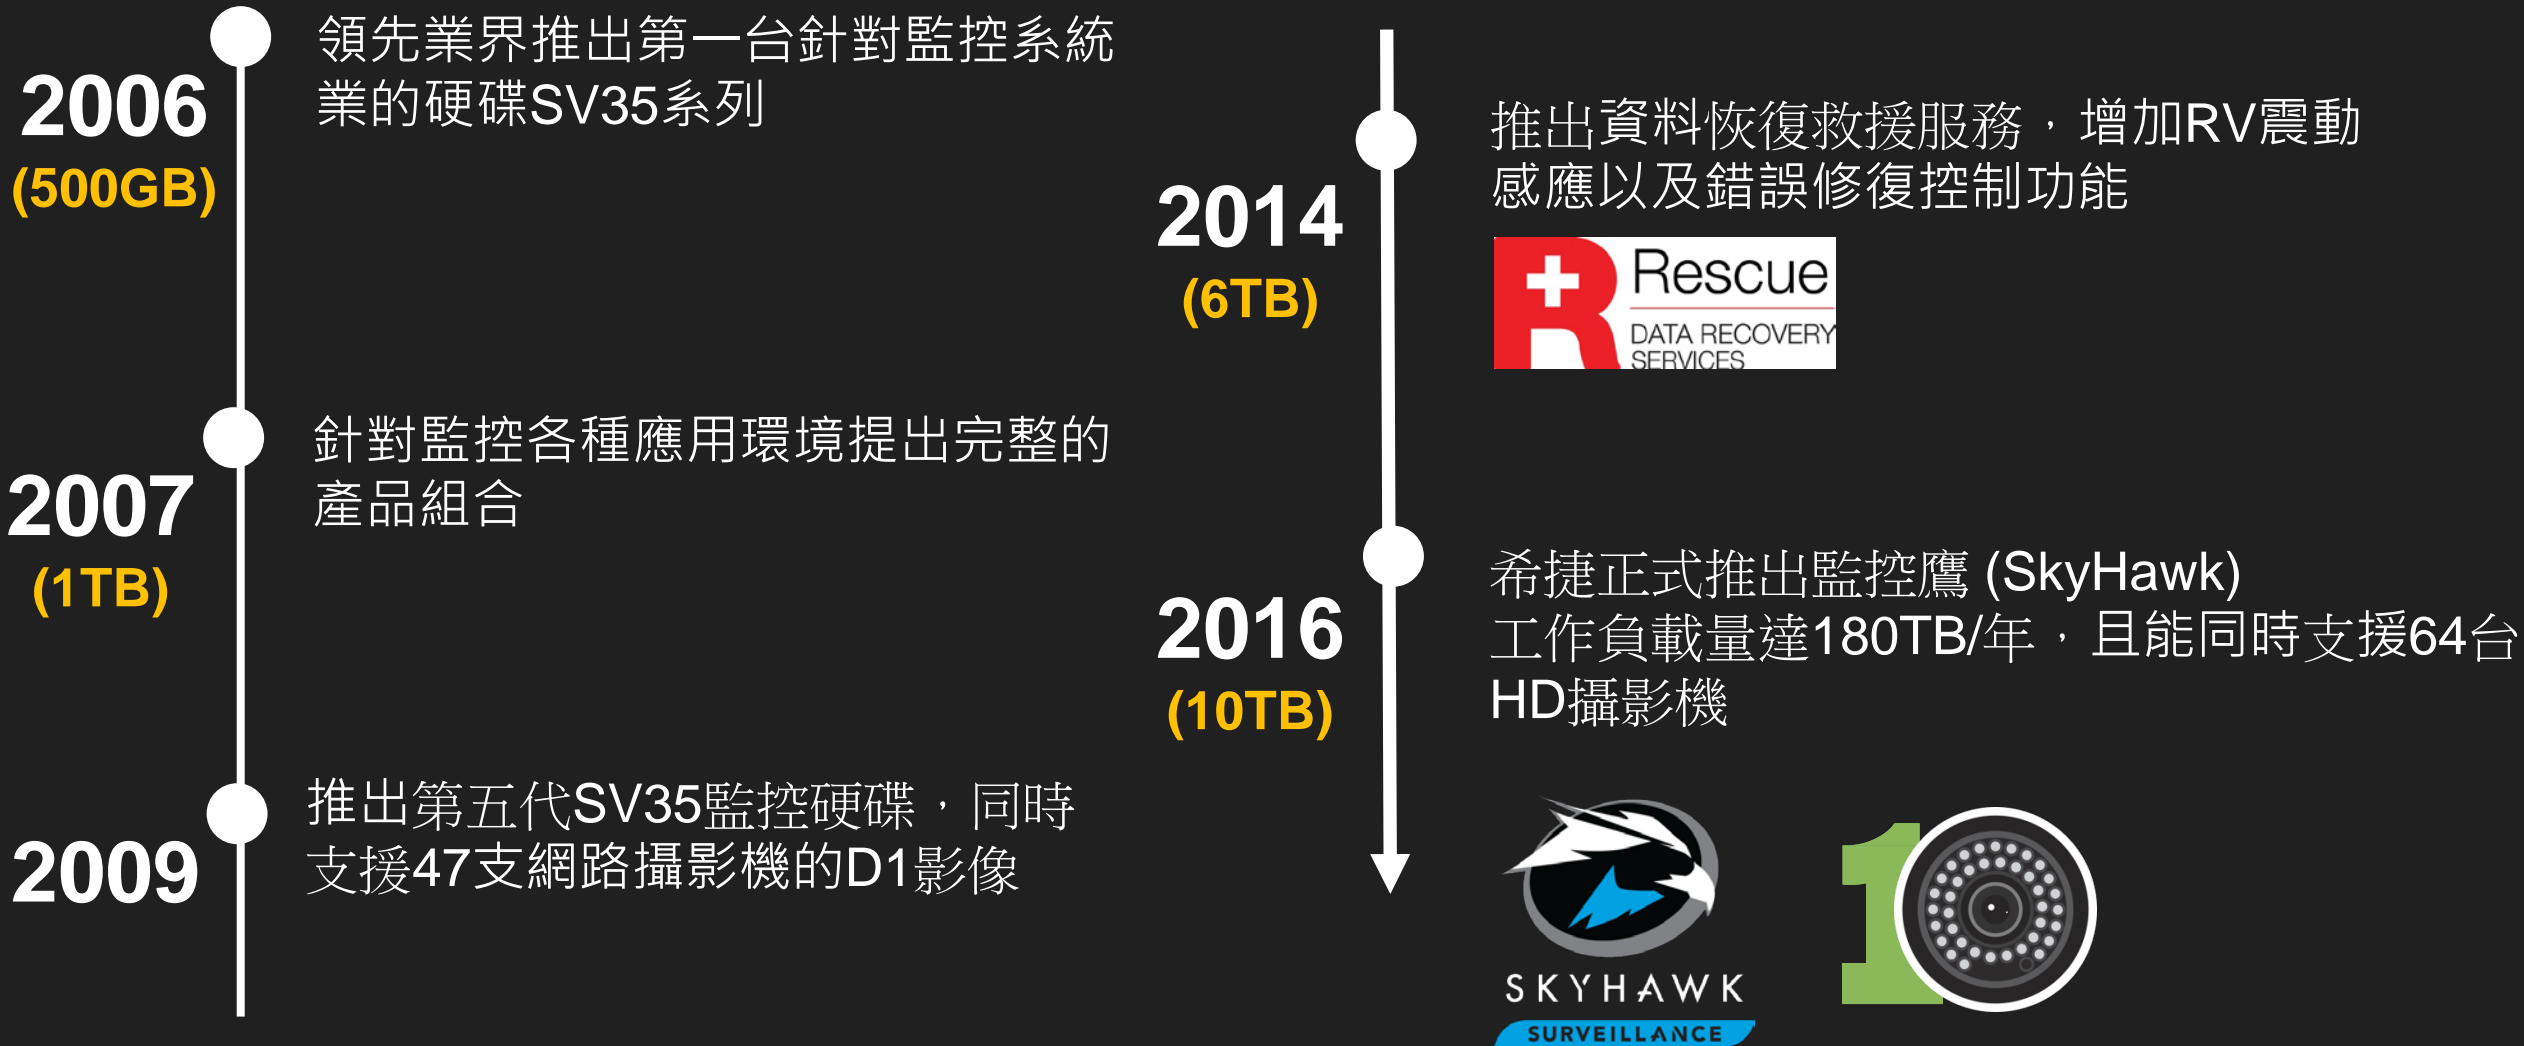 2006
(500GB)
領先業界推出第一台針對監控系統
業的硬碟SV35系列
2007
(1TB)
針對監控各種應用環境提出完整的
產品組合
2009
推出第五代SV35監控硬碟，同時
支援47支網路攝影機的D1影像
2014
(6TB)
推出資料恢復救援服務，增加RV震動
感應以及錯誤修復控制功能
Rescue
DATA RECOVERY
SERVICES
2016
(10TB)
希捷正式推出監控鷹 (SkyHawk)
工作負載量達180TB/年，且能同時支援64台
HD攝影機
SKYHAWK
SURVEILLANCE
10